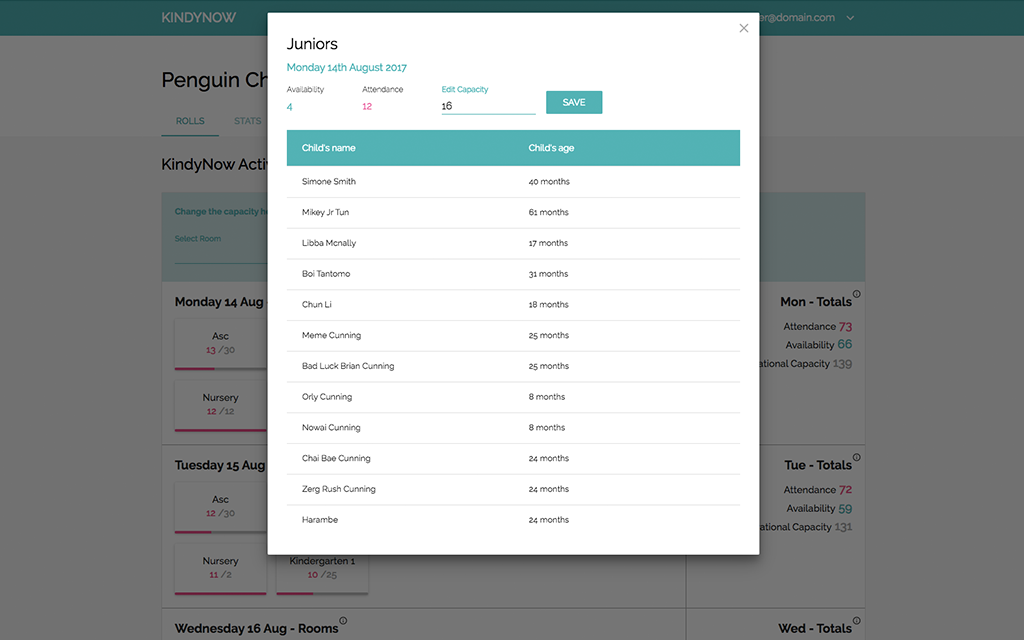 KINDYNOW
er@domain.com
Penguin Ch
ROLLS STATS
KindyNow Activ
Change the capacity he
Select Room
Monday 14 Aug
Asc
13 /30
Nursery
12 /12
Tuesday 15 Aug
Asc
12 /30
Nursery
11 /2
Kindergarten 1
10 /25
Wednesday 16 Aug - Rooms
Juniors
Monday 14th August 2017
Availability Attendance Edit Capacity
4 12 16 SAVE
Child's name Child's age
Simone Smith 40 months
Mikey Jr Tun 61 months
Libba Mcnally 17 months
Boi Tantomo 31 months
Chun Li 18 months
Meme Cunning 25 months
Bad Luck Brian Cunning 25 months
Orly Cunning 8 months
Nowai Cunning 8 months
Chai Bae Cunning 24 months
Zerg Rush Cunning 24 months
Harambe 24 months
Mon - Totals
Attendance 73
Availability 66
ational Capacity 139
Tue - Totals
Attendance 72
Availability 59
ational Capacity 131
Wed - Totals